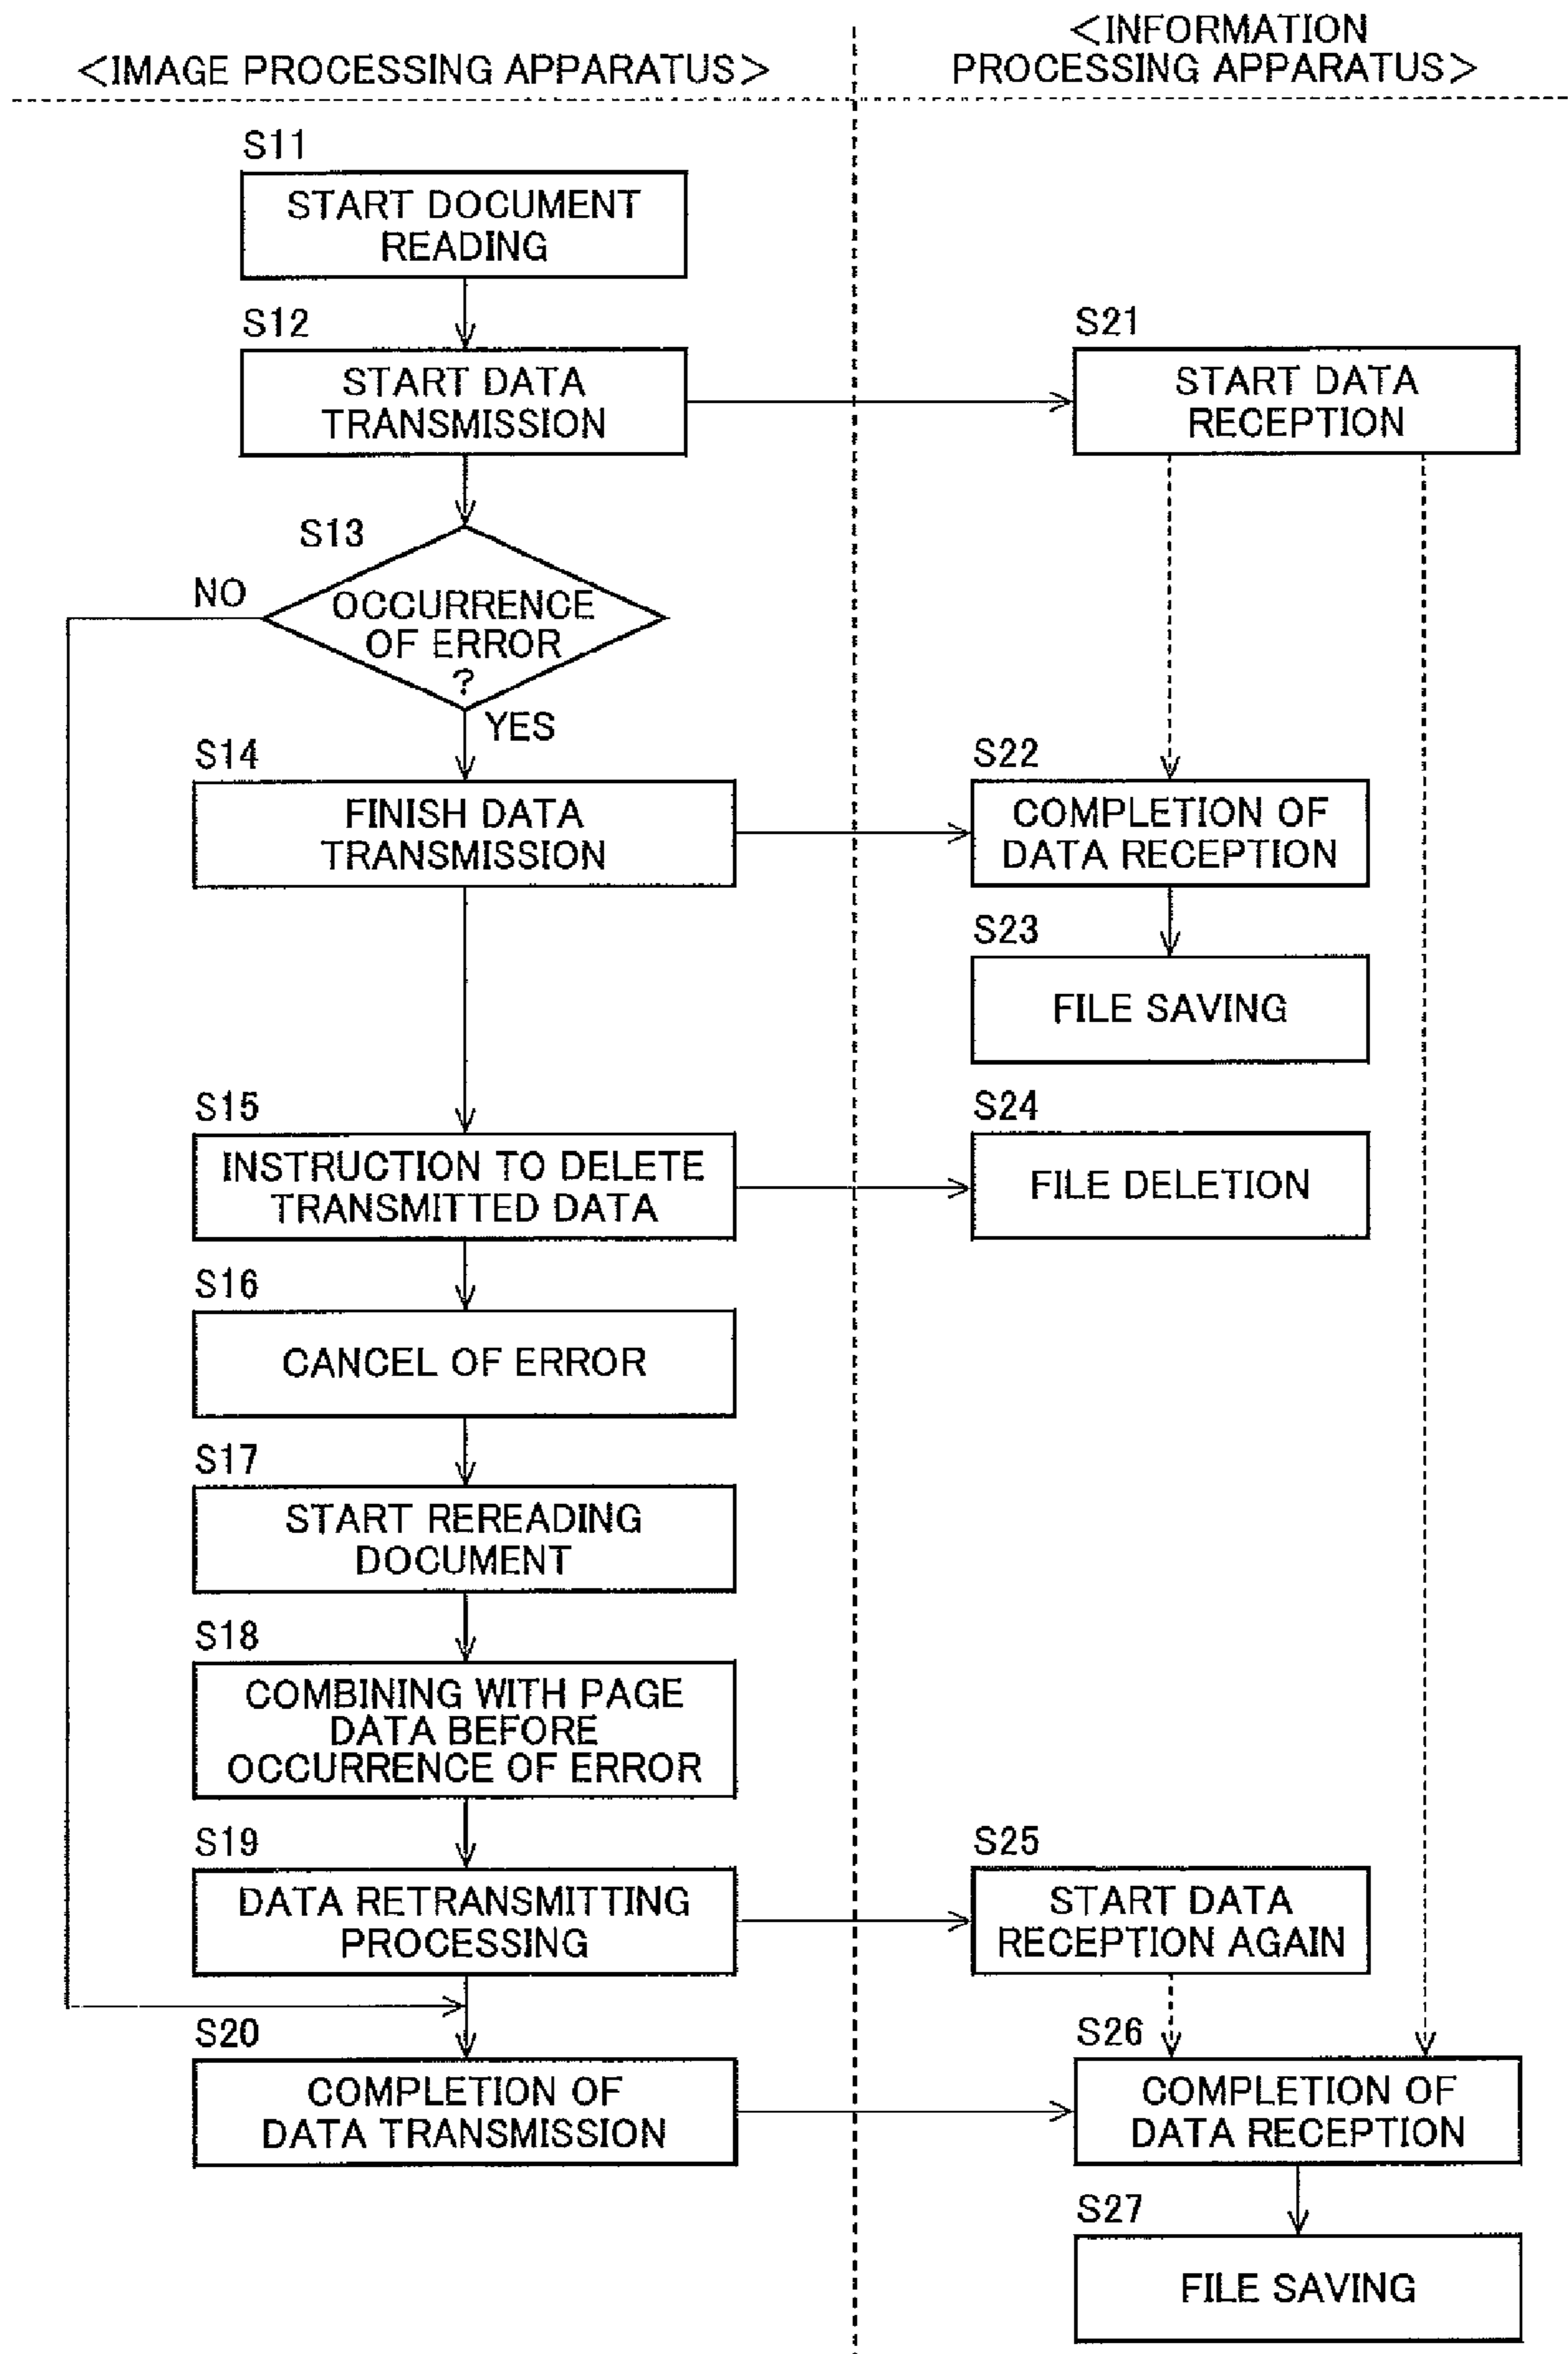 <IMAGE PROCESSING APPARATUS>
<INFORMATION
PROCESSING APPARATUS>
S11
START DOCUMENT
READING
S12
START DATA
TRANSMISSION
S21
START DATA
RECEPTION
S13
NO
OCCURRENCE
OF ERROR
?
YES
S14
FINISH DATA
TRANSMISSION
S22
COMPLETION OF
DATA RECEPTION
S23
FILE SAVING
S15
INSTRUCTION TO DELETE
TRANSMITTED DATA
S24
FILE DELETION
S16
CANCEL OF ERROR
S17
START REREADING
DOCUMENT
S18
COMBINING WITH PAGE
DATA BEFORE
OCCURRENCE OF ERROR
S19
DATA RETRANSMITTING
PROCESSING
S25
START DATA
RECEPTION AGAIN
S20
COMPLETION OF
DATA TRANSMISSION
S26
COMPLETION OF
DATA RECEPTION
S27
FILE SAVING